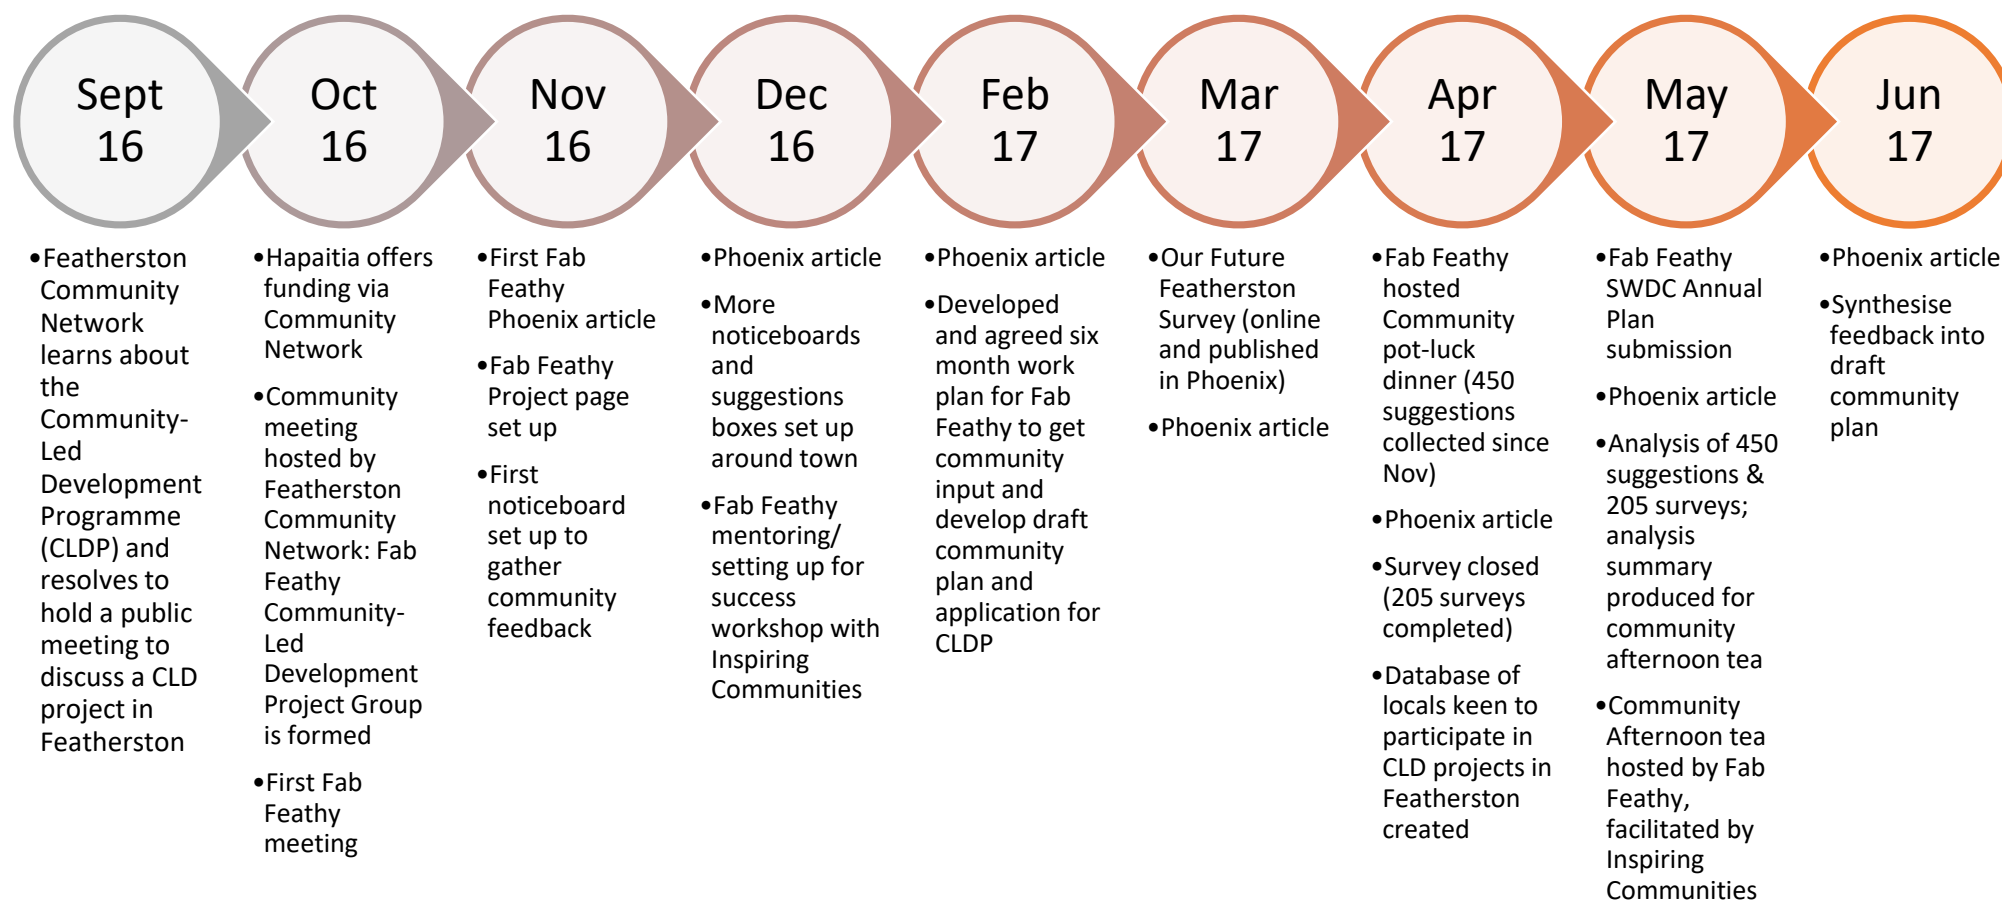 Sept
16
•Featherston
Community
Network
learns about
the
Community-
Led
Development
Programme
(CLDP) and
resolves to
hold a public
meeting to
discuss a CLD
project in
Featherston
Oct
16
•Hapaitia offers
funding via
Community
Network
•Community
meeting
hosted by
Featherston
Community
Network: Fab
Feathy
Community-
Led
Development
Project Group
is formed
•First Fab
Feathy
meeting
Nov
16
•First Fab
Feathy
Phoenix article
•Fab Feathy
Project page
set up
•First
noticeboard
set up to
gather
community
feedback
Dec
16
•Phoenix article
•More
noticeboards
and
suggestions
boxes set up
around town
•Fab Feathy
mentoring/
setting up for
success
workshop with
Inspiring
Communities
Feb
17
•Phoenix article
•Developed
and agreed six
month work
plan for Fab
Feathy to get
community
input and
develop draft
community
plan and
application for
CLDP
Mar
17
•Our Future
Featherston
Survey (online
and published
in Phoenix)
•Phoenix article
Apr
17
•Fab Feathy
hosted
Community
pot-luck
dinner (450
suggestions
collected since
Nov)
•Phoenix article
•Survey closed
(205 surveys
completed)
•Database of
locals keen to
participate in
CLD projects in
Featherston
created
May
17
•Fab Feathy
SWDC Annual
Plan
submission
•Phoenix article
•Analysis of 450
suggestions &
205 surveys;
analysis
summary
produced for
community
afternoon tea
•Community
Afternoon tea
hosted by Fab
Feathy,
facilitated by
Inspiring
Communities
Jun
17
•Phoenix article
•Synthesise
feedback into
draft
community
plan